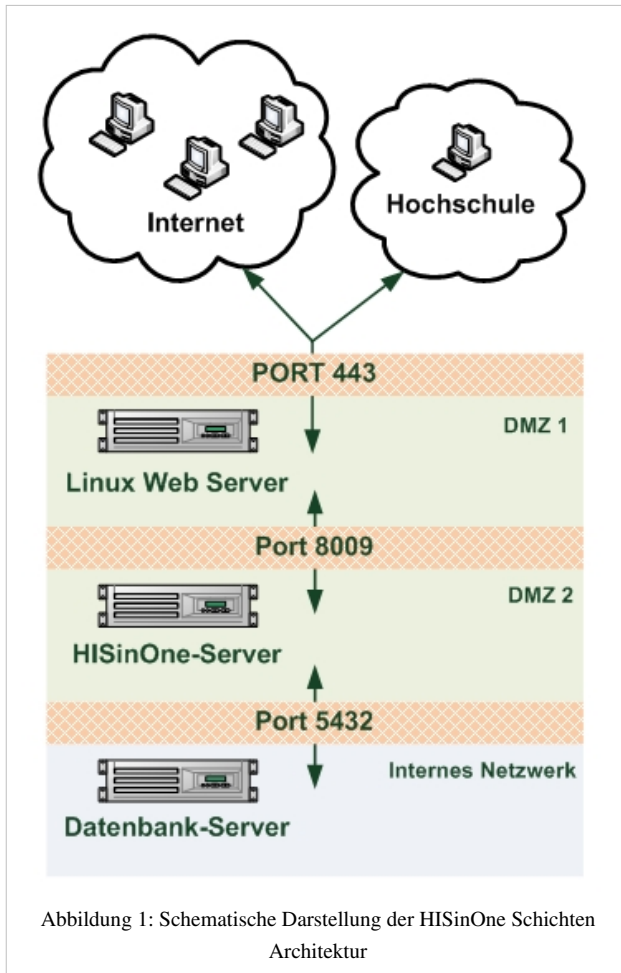 Internet
Hochschule
PORT 443
DMZ 1
Linux Web Server
Port 8009
DMZ 2
HISinOne-Server
Port 5432
Internes Netzwerk
Datenbank-Server
Abbildung 1: Schematische Darstellung der HISinOne Schichten
Architektur